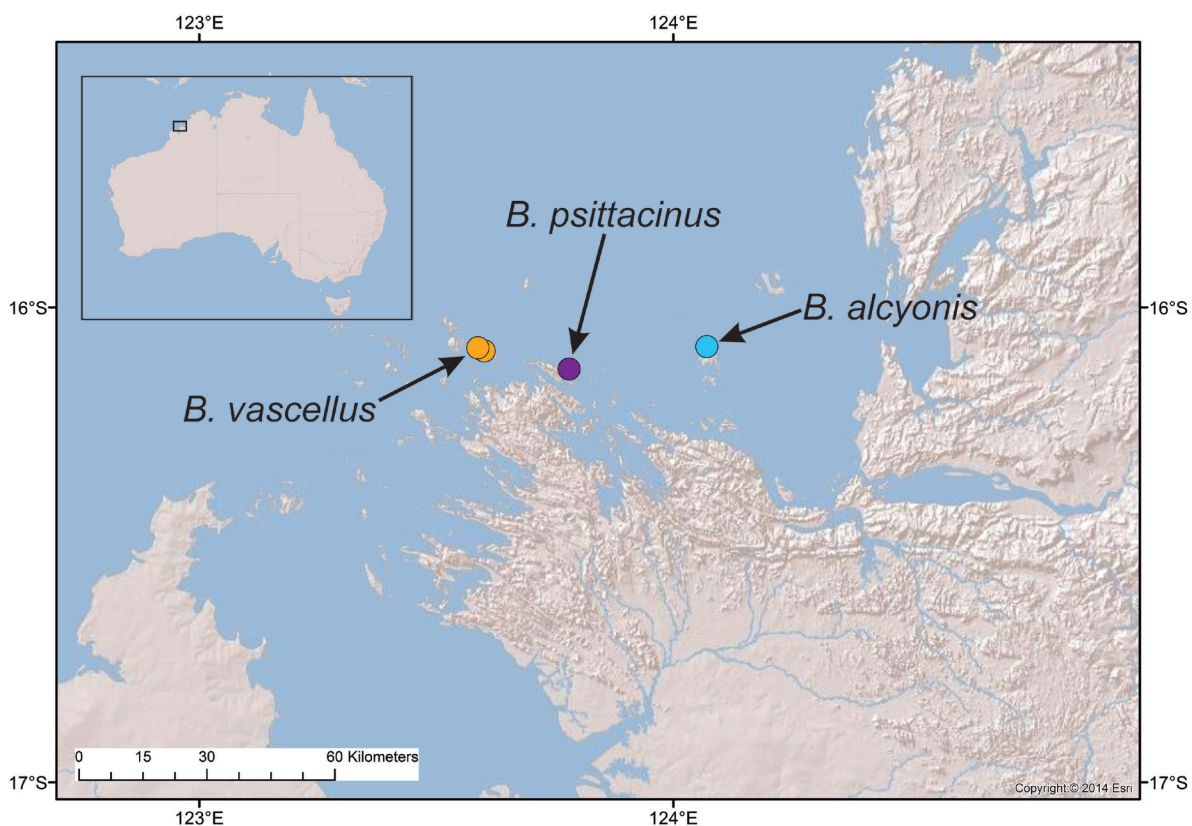 123°E 124°E
B. psittacinus
16°S B. alcyonis 16°S
B. vascellus
0 15 30 60 Kilometers
17°S 17°S
Copyright:© 2014 Esri
123°E 124°E